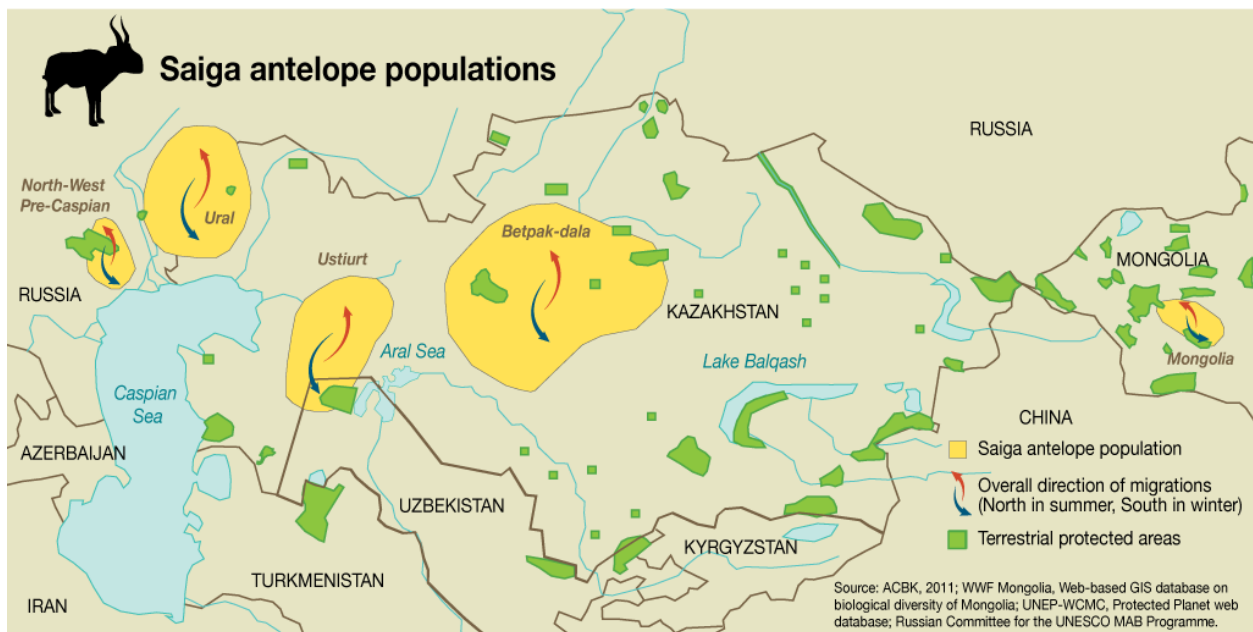 Saiga antelope populations
RUSSIA
North-West
Pre-Caspian
Ural
Betpak-dala
Ustiurt
MONGOLIA
RUSSIA
KAZAKHSTAN
Mongolia
Aral Sea
Lake Balqash
Caspian
Sea
CHINA
AZERBAIJAN
Saiga antelope population
Overall direction of migrations
(North in summer, South in winter)
UZBEKISTAN
Terrestrial protected areas
KYRGYZSTAN
TURKMENISTAN
IRAN
Source: ACBK, 2011; WWF Mongolia, Web-based GIS database on
biological diversity of Mongolia; UNEP-WCMC, Protected Planet web
database; Russian Committee for the UNESCO MAB Programme.